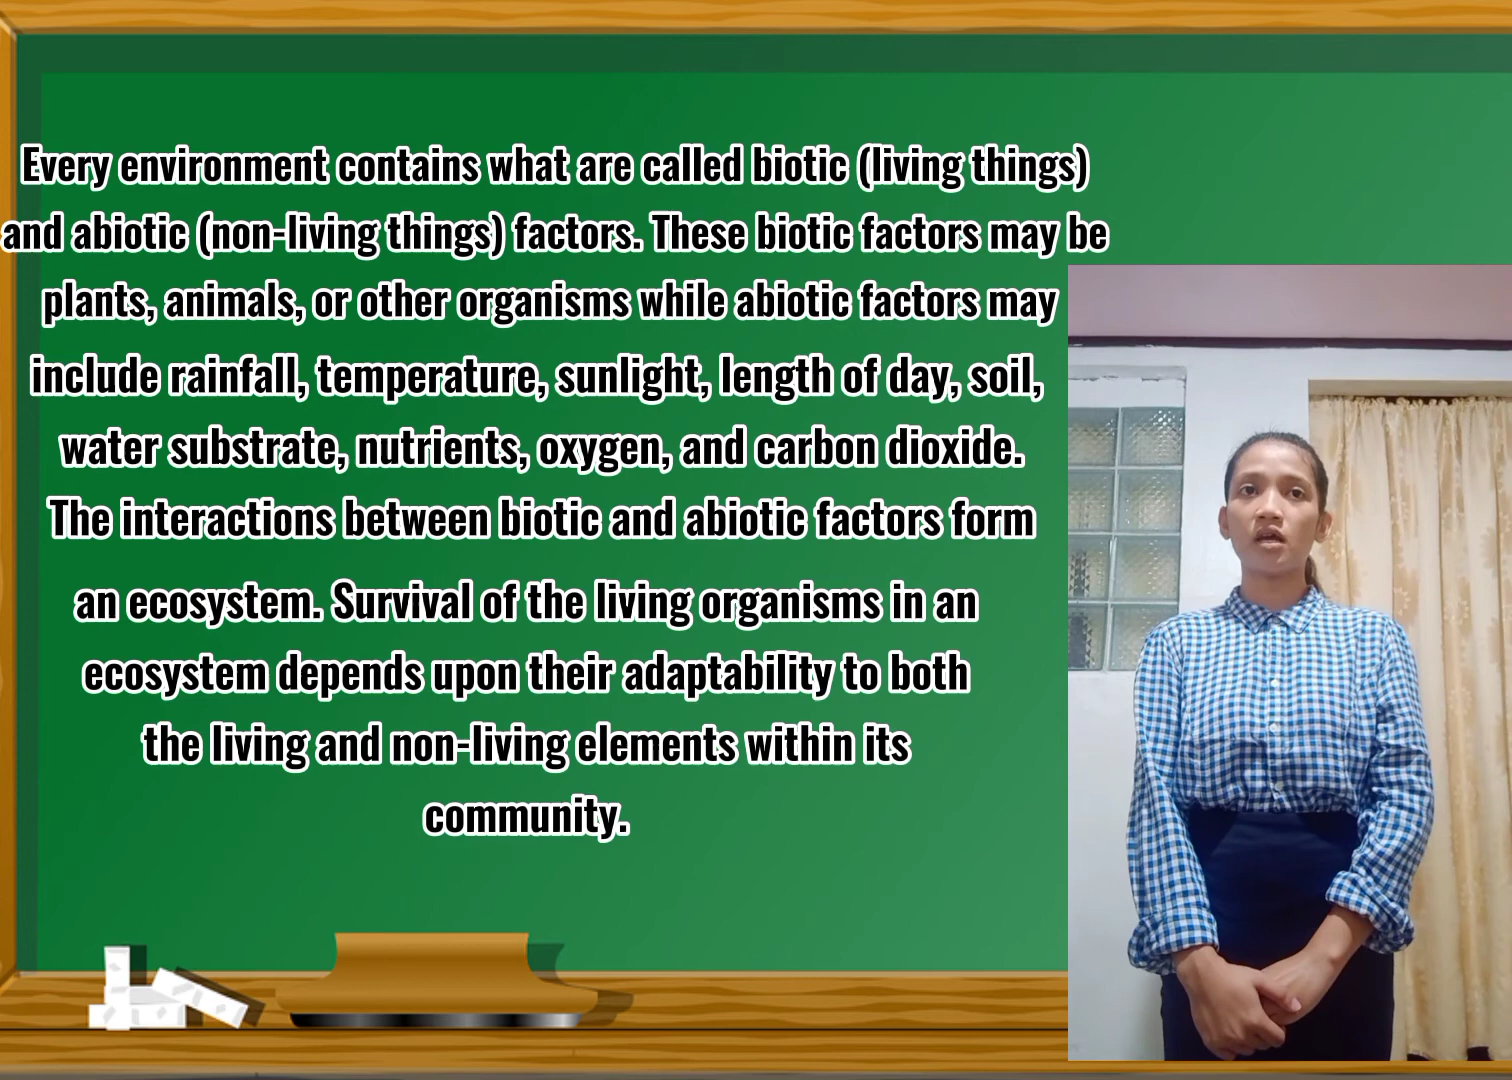 Every environment contains what are called biotic (living things)
and abiotic (non-living things) factors. These biotic factors may be
plants, animals, or other organisms while abiotic factors may
include rainfall, temperature, sunlight, length of day, soil,
water substrate, nutrients, oxygen, and carbon dioxide.
The interactions between biotic and abiotic factors form
an ecosystem. Survival of the living organisms in an
ecosystem depends upon their adaptability to both
the living and non-living elements within its
community.